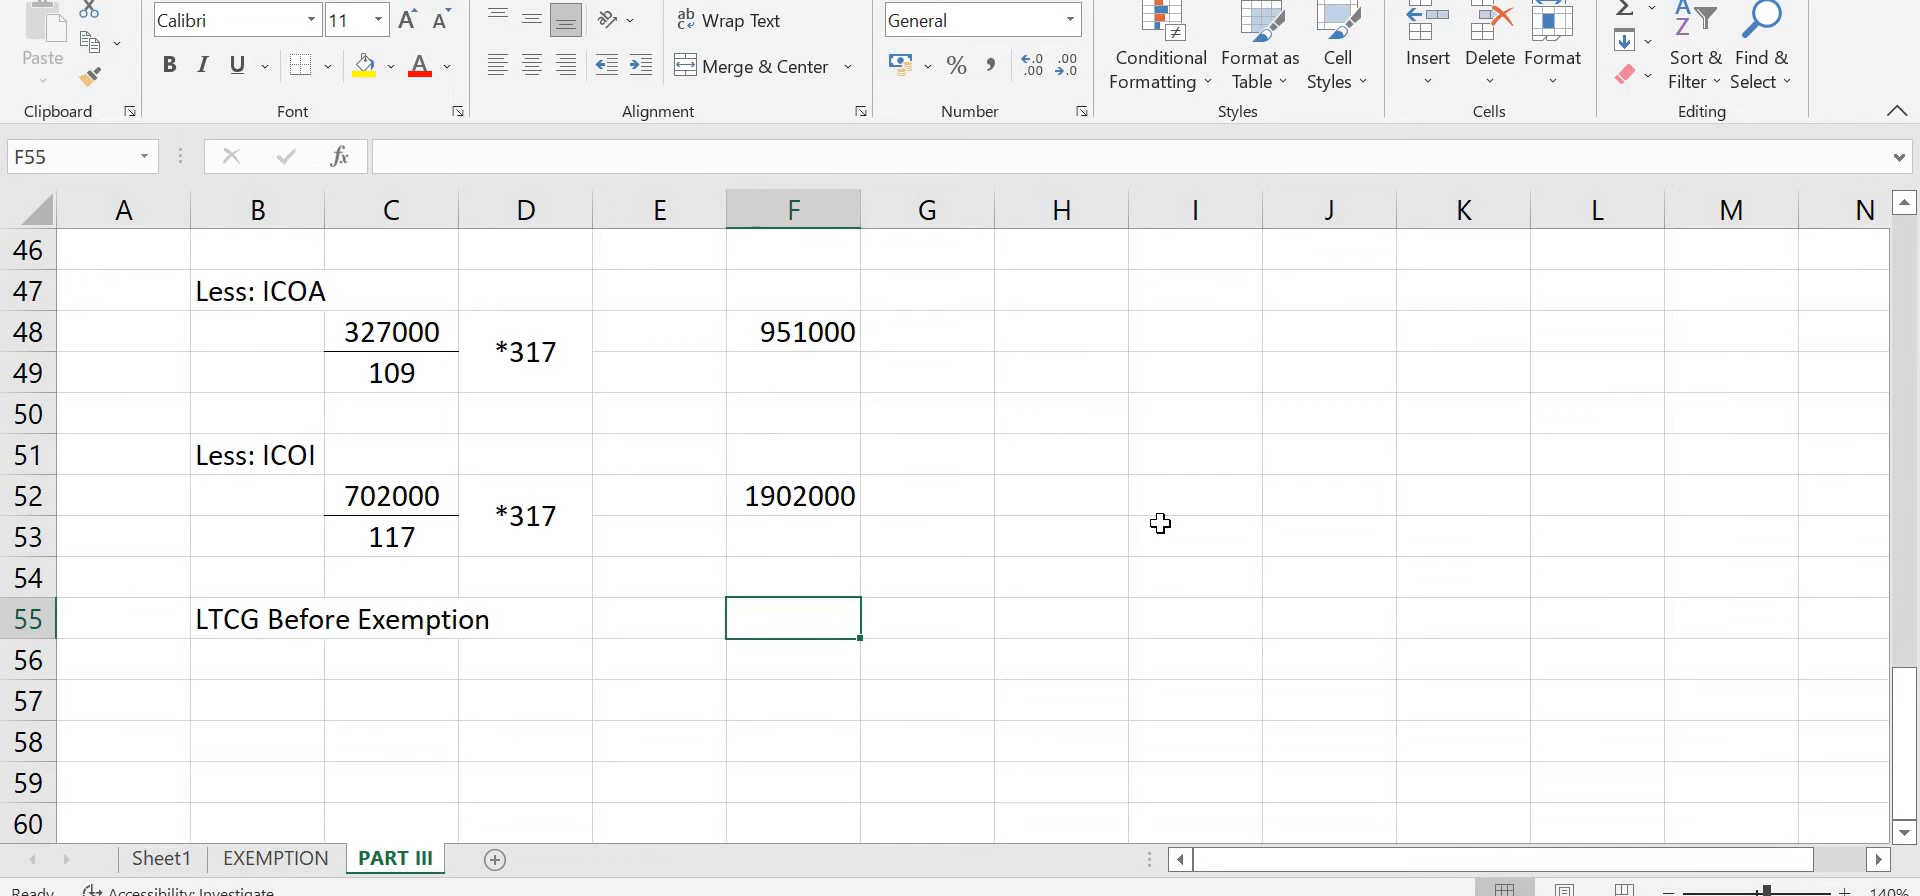 Calibri 11 Wrap Text General
Paste Merge & Center Conditional Formatting Format as Table Cell Styles Insert Delete Format Sort & Filter Find & Select
Clipboard Font Alignment Number Styles Cells Editing
F55 fx
A B C D E F G H I J K L M N
46
47 Less: ICOA
48 327000 *317 951000
49 109
50
51 Less: ICOI
52 702000 *317 1902000
53 117
54
55 LTCG Before Exemption
56
57
58
59
60
Sheet1 EXEMPTION PART III
Ready Accessibility: Investigate 140%